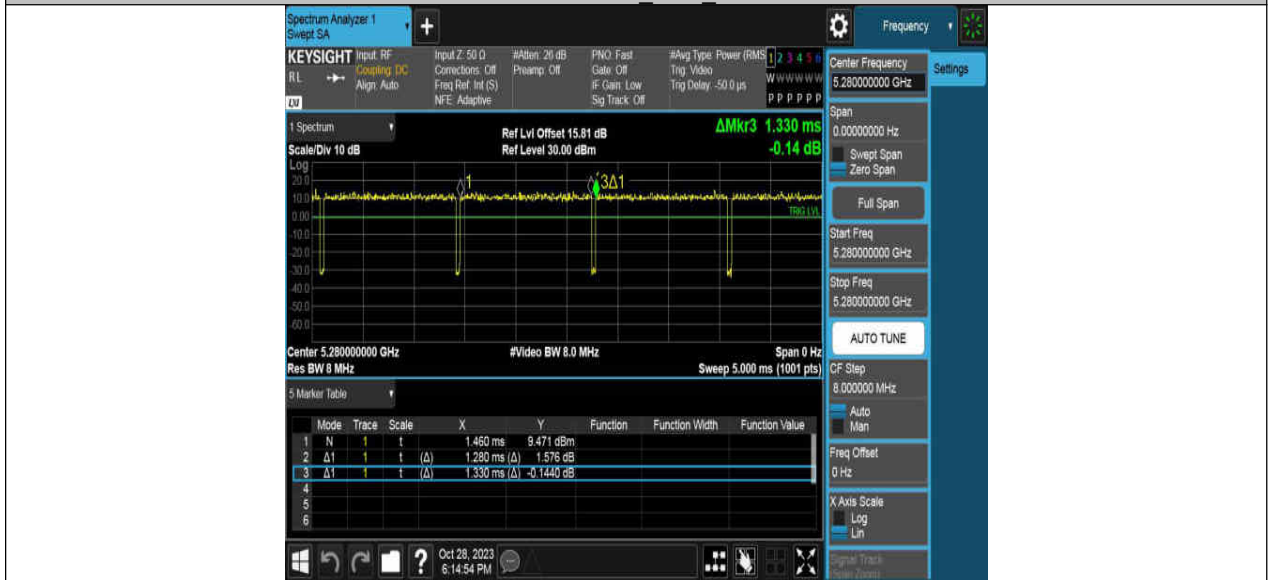 Spectrum Analyzer 1
Swept SA
+
Frequency
KEYSIGHT Input: RF Input Z: 50 Ω #Atten: 26 dB PNO: Fast #Avg Type: Power (RMS 1 2 3 4 5 6
RL Coupling: DC Corrections: Off Preamp: Off Gate: Off Trig: Video W W W W W W
Align: Auto Freq Ref: Int (S) IF Gain: Low Trig Delay: -50.0 µs
NFE: Adaptive Sig Track: Off P P P P P P
LXI
Center Frequency
5.280000000 GHz
Settings
1 Spectrum
Ref Lvl Offset 15.81 dB
ΔMkr3 1.330 ms
Scale/Div 10 dB
Ref Level 30.00 dBm
-0.14 dB
Log
20.0
10.0
0.00
-10.0
-20.0
-30.0
-40.0
-50.0
-60.0
1
3Δ1
TRIG LVL
Center 5.280000000 GHz #Video BW 8.0 MHz Span 0 Hz
Res BW 8 MHz Sweep 5.000 ms (1001 pts)
5 Marker Table
Mode Trace Scale X Y Function Function Width Function Value
1 N 1 t 1.460 ms 9.471 dBm
2 Δ1 1 t (Δ) 1.280 ms (Δ) 1.576 dB
3 Δ1 1 t (Δ) 1.330 ms (Δ) -0.1440 dB
4
5
6
Span
0.00000000 Hz
Swept Span
Zero Span
Full Span
Start Freq
5.280000000 GHz
Stop Freq
5.280000000 GHz
AUTO TUNE
CF Step
8.000000 MHz
Auto
Man
Freq Offset
0 Hz
X Axis Scale
Log
Lin
Signal Track
(Span Zoom)
?
Oct 28, 2023
6:14:54 PM